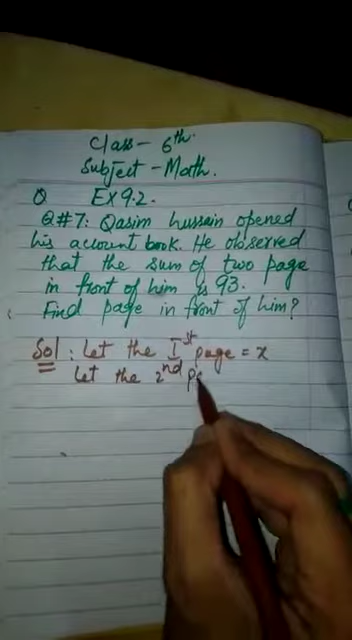 Class - 6th.
Subject - Math.
Q EX 9.2.
Q#7: Qasim hussain opened
his account book. He observed
that the sum of two page
in front of him is 93.
Find page in front of him?
Sol: Let the Ist page = x
Let the 2nd pa